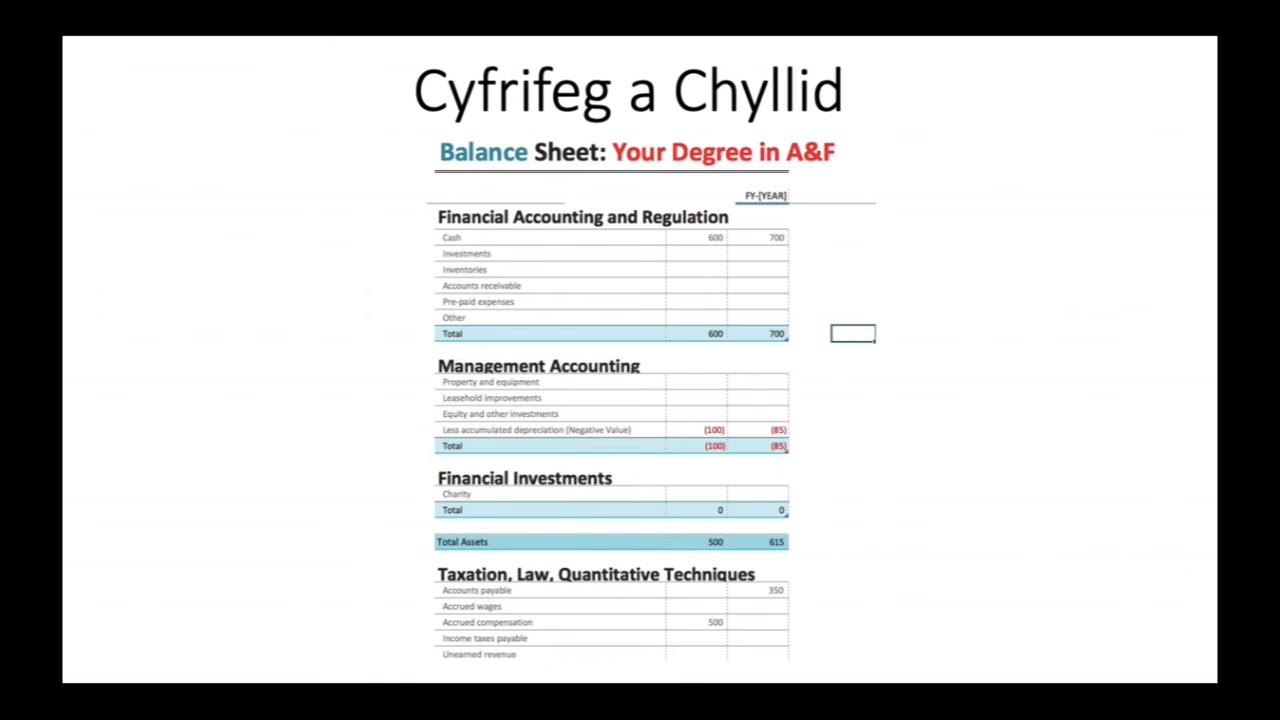 Cyfrifeg a Chyllid
Balance Sheet: Your Degree in A&F
FY-[YEAR]
Financial Accounting and Regulation
Cash 600 700
Investments
Inventories
Accounts receivable
Pre-paid expenses
Other
Total 600 700
Management Accounting
Property and equipment
Leasehold improvements
Equity and other investments
Less accumulated depreciation (Negative Value) (100) (85)
Total (100) (85)
Financial Investments
Charity
Total 0 0
Total Assets 500 615
Taxation, Law, Quantitative Techniques
Accounts payable 350
Accrued wages
Accrued compensation 500
Income taxes payable
Unearned revenue